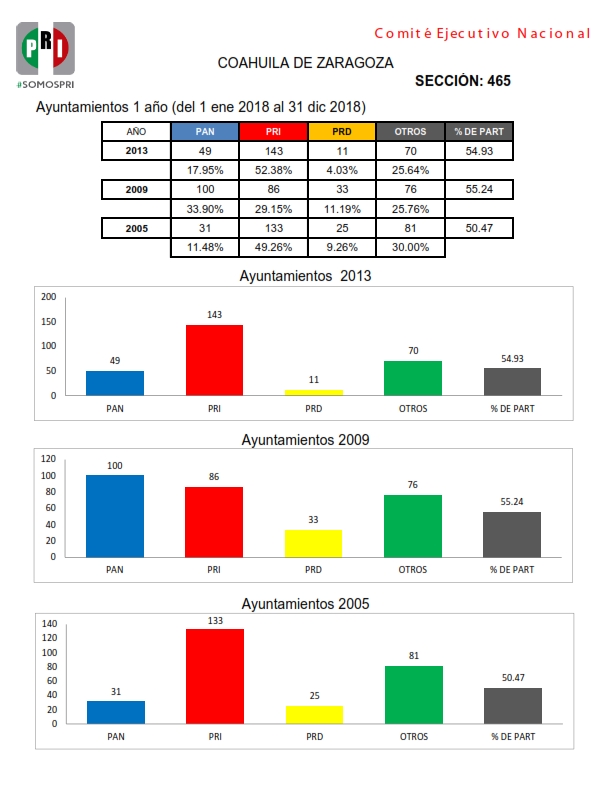 PRI
#SOMOSPRI
Comité Ejecutivo Nacional
COAHUILA DE ZARAGOZA
SECCIÓN: 465
Ayuntamientos 1 año (del 1 ene 2018 al 31 dic 2018)
AÑO PAN PRI PRD OTROS % DE PART
2013 49 143 11 70 54.93
17.95% 52.38% 4.03% 25.64%
2009 100 86 33 76 55.24
33.90% 29.15% 11.19% 25.76%
2005 31 133 25 81 50.47
11.48% 49.26% 9.26% 30.00%
Ayuntamientos 2013
200
150
100
50
0
49 143 11 70 54.93
PAN PRI PRD OTROS % DE PART
Ayuntamientos 2009
120
100
80
60
40
20
0
100 86 33 76 55.24
PAN PRI PRD OTROS % DE PART
Ayuntamientos 2005
140
120
100
80
60
40
20
0
31 133 25 81 50.47
PAN PRI PRD OTROS % DE PART